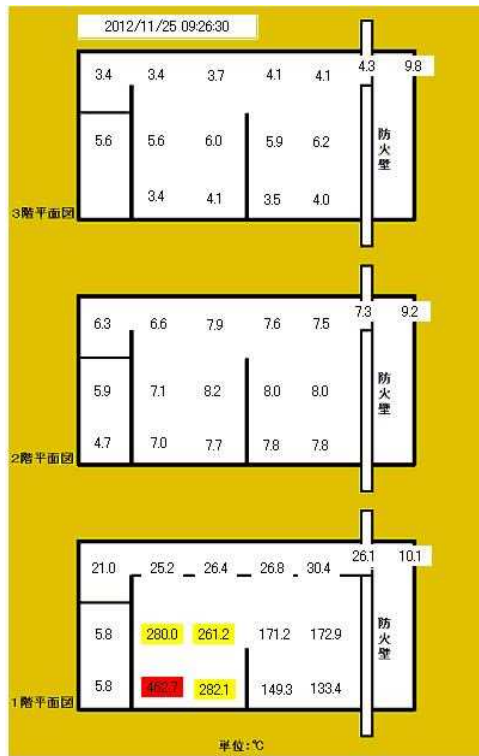 2012/11/25 09:26:30
3.4 3.4 3.7 4.1 4.1 4.3 9.8
5.6 5.6 6.0 5.9 6.2
防火壁
3.4 4.1 3.5 4.0
3階平面図
6.3 6.6 7.9 7.6 7.5 7.3 9.2
5.9 7.1 8.2 8.0 8.0
防火壁
4.7 7.0 7.7 7.8 7.8
2階平面図
21.0 25.2 26.4 26.8 30.4 26.1 10.1
5.8 280.0 261.2 171.2 172.9
防火壁
5.8 462.7 282.1 149.3 133.4
1階平面図
単位:℃